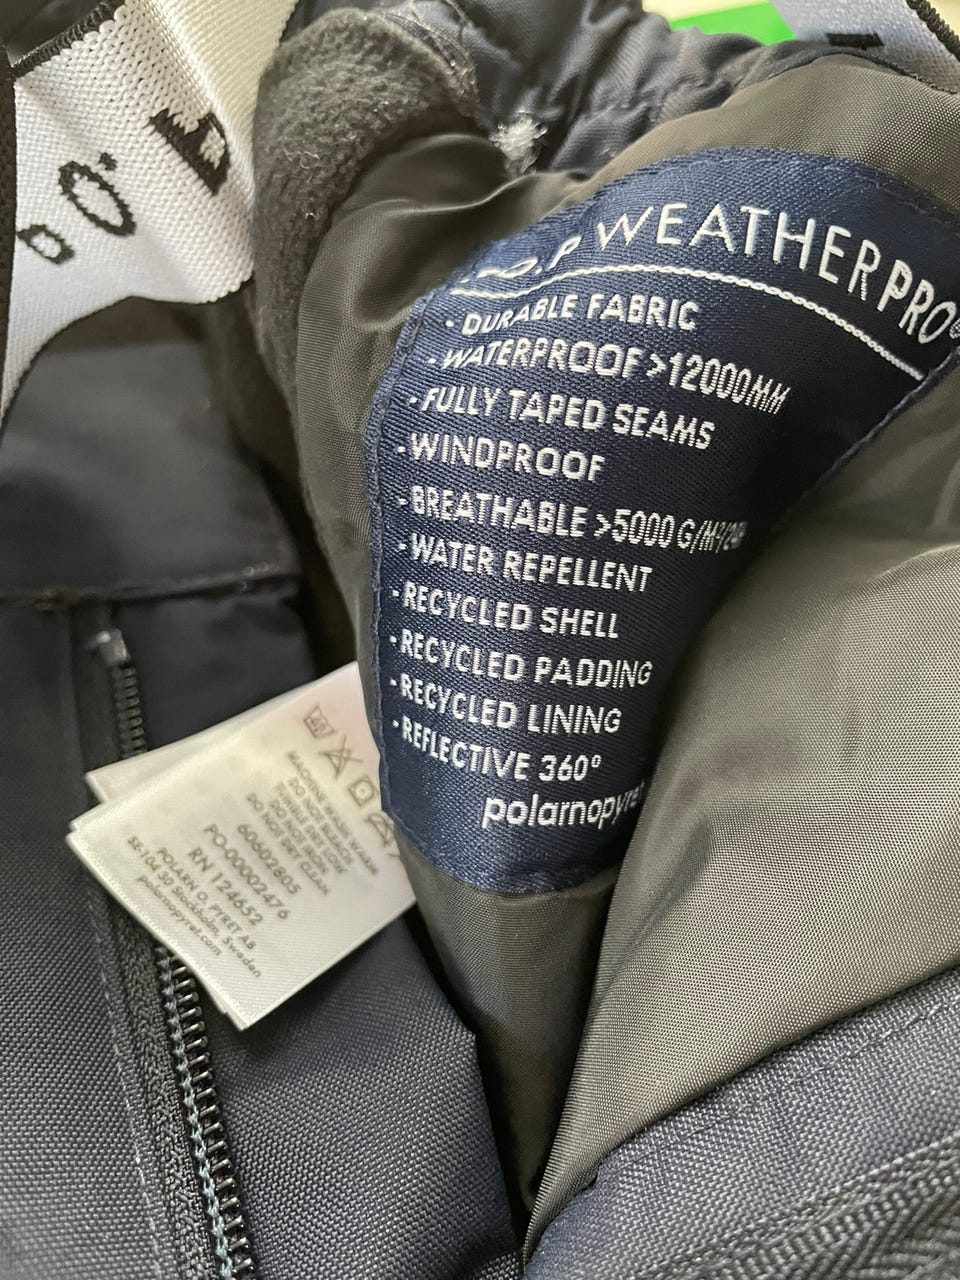 P.O.P WEATHERPRO
- DURABLE FABRIC
- WATERPROOF >12000MM
- FULLY TAPED SEAMS
- WINDPROOF
- BREATHABLE >5000 G/M²/24H
- WATER REPELLENT
- RECYCLED SHELL
- RECYCLED PADDING
- RECYCLED LINING
- REFLECTIVE 360°
polarnopyret
40°
MACHINE WASH WARM
DO NOT BLEACH
TUMBLE DRY LOW
DO NOT IRON
DO NOT DRY CLEAN
60602805
PO-0002476
RN 124652
POLARN O. PYRET AB
SE-104 30 Stockholm, Sweden
polarnopyret.com